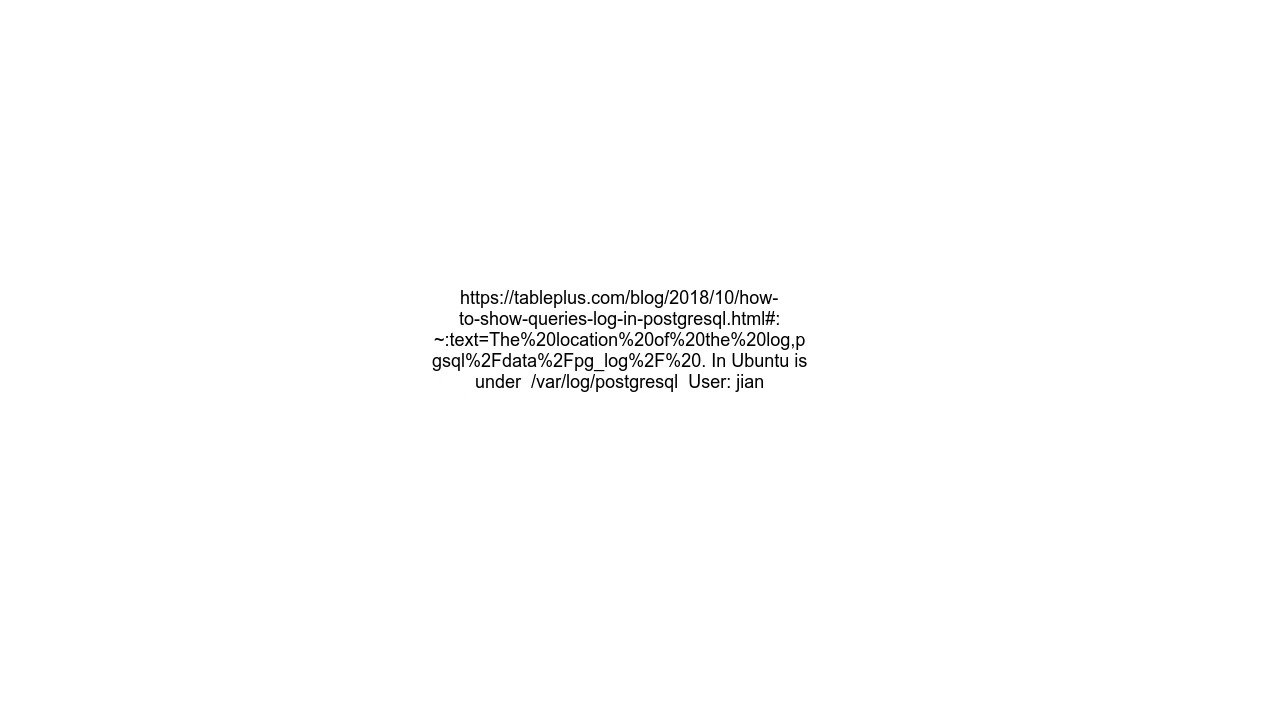 https://tableplus.com/blog/2018/10/how-
to-show-queries-log-in-postgresql.html#:
~:text=The%20location%20of%20the%20log,p
gsql%2Fdata%2Fpg_log%2F%20. In Ubuntu is
under  /var/log/postgresql  User: jian